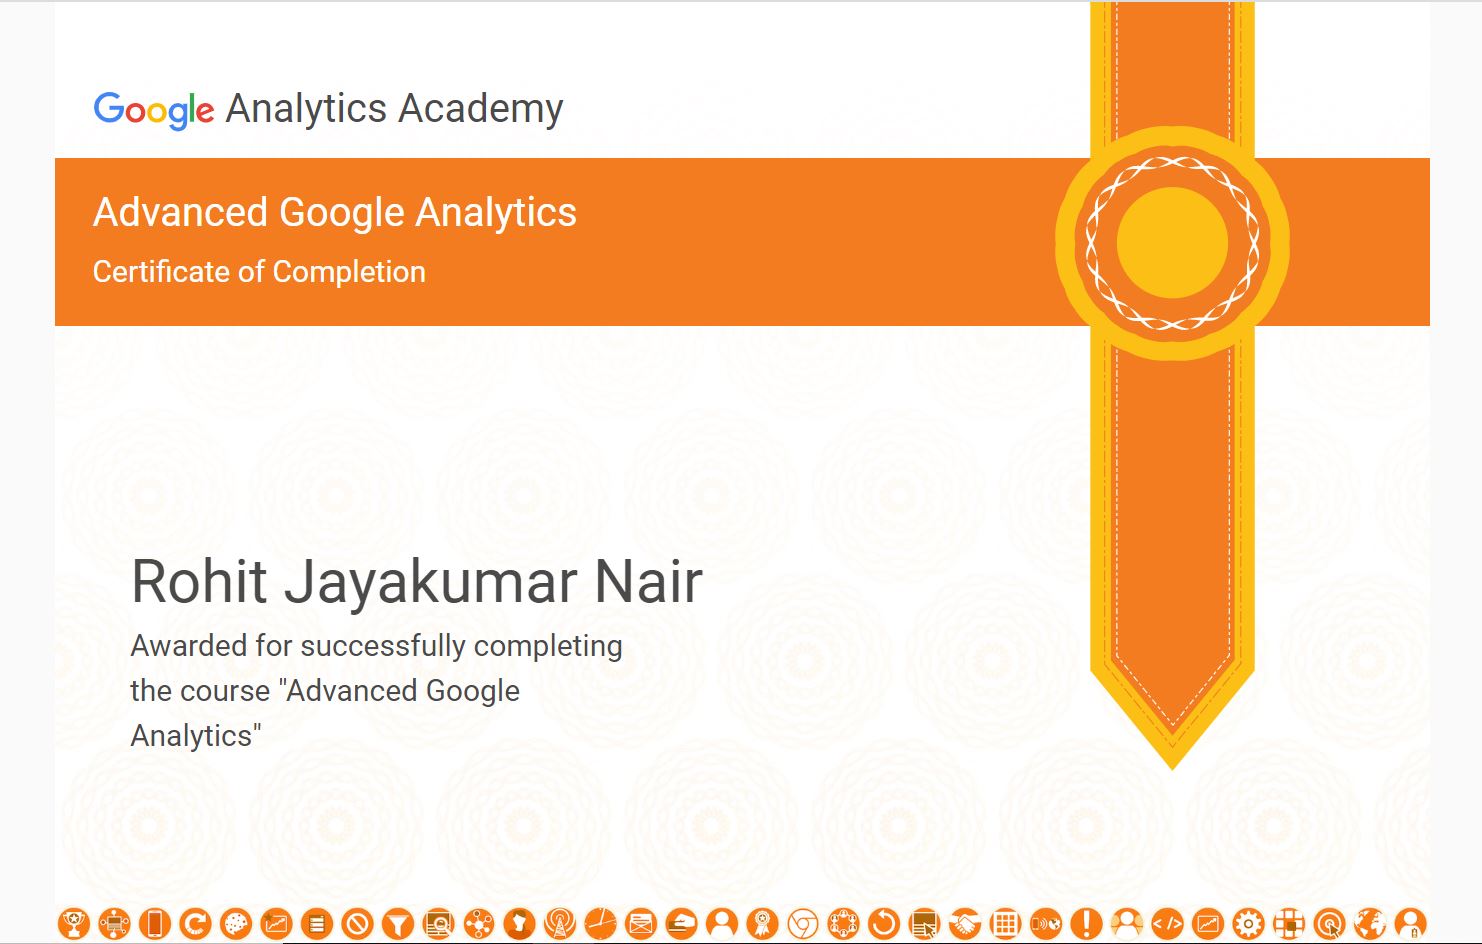 Google Analytics Academy
Advanced Google Analytics
Certificate of Completion
Rohit Jayakumar Nair
Awarded for successfully completing
the course "Advanced Google
Analytics"